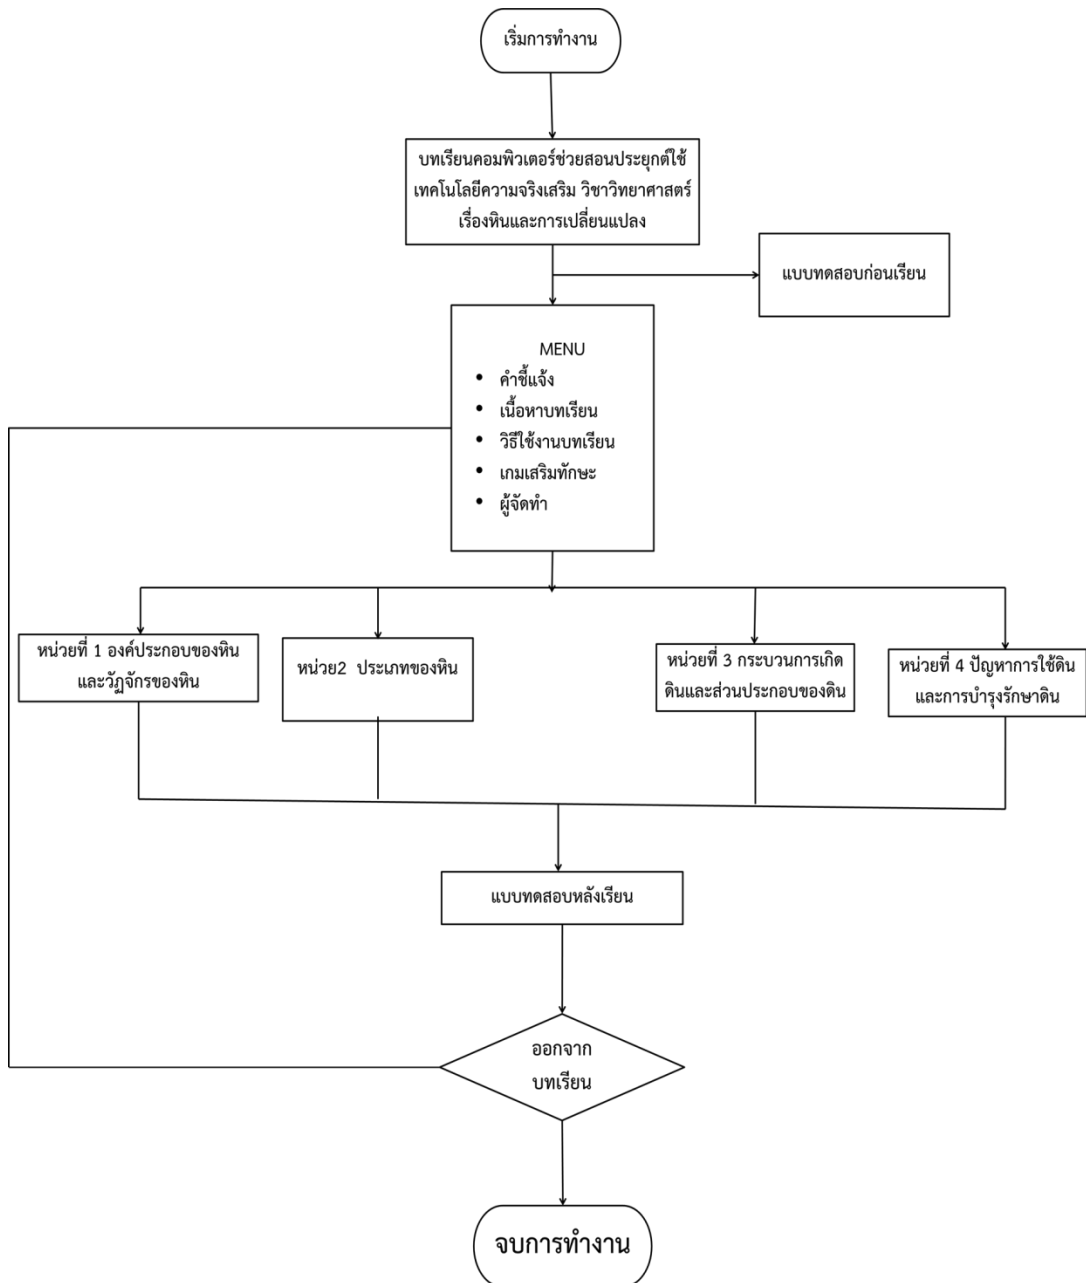 เริ่มการทำงาน
บทเรียนคอมพิวเตอร์ช่วยสอนประยุกต์ใช้
เทคโนโลยีความจริงเสริม วิชาวิทยาศาสตร์
เรื่องหินและการเปลี่ยนแปลง
แบบทดสอบก่อนเรียน
MENU
• คำชี้แจ้ง
• เนื้อหาบทเรียน
• วิธีใช้งานบทเรียน
• เกมเสริมทักษะ
• ผู้จัดทำ
หน่วยที่ 1 องค์ประกอบของหิน
และวัฏจักรของหิน
หน่วย2 ประเภทของหิน
หน่วยที่ 3 กระบวนการเกิด
ดินและส่วนประกอบของดิน
หน่วยที่ 4 ปัญหาการใช้ดิน
และการบำรุงรักษาดิน
แบบทดสอบหลังเรียน
ออกจาก
บทเรียน
จบการทำงาน